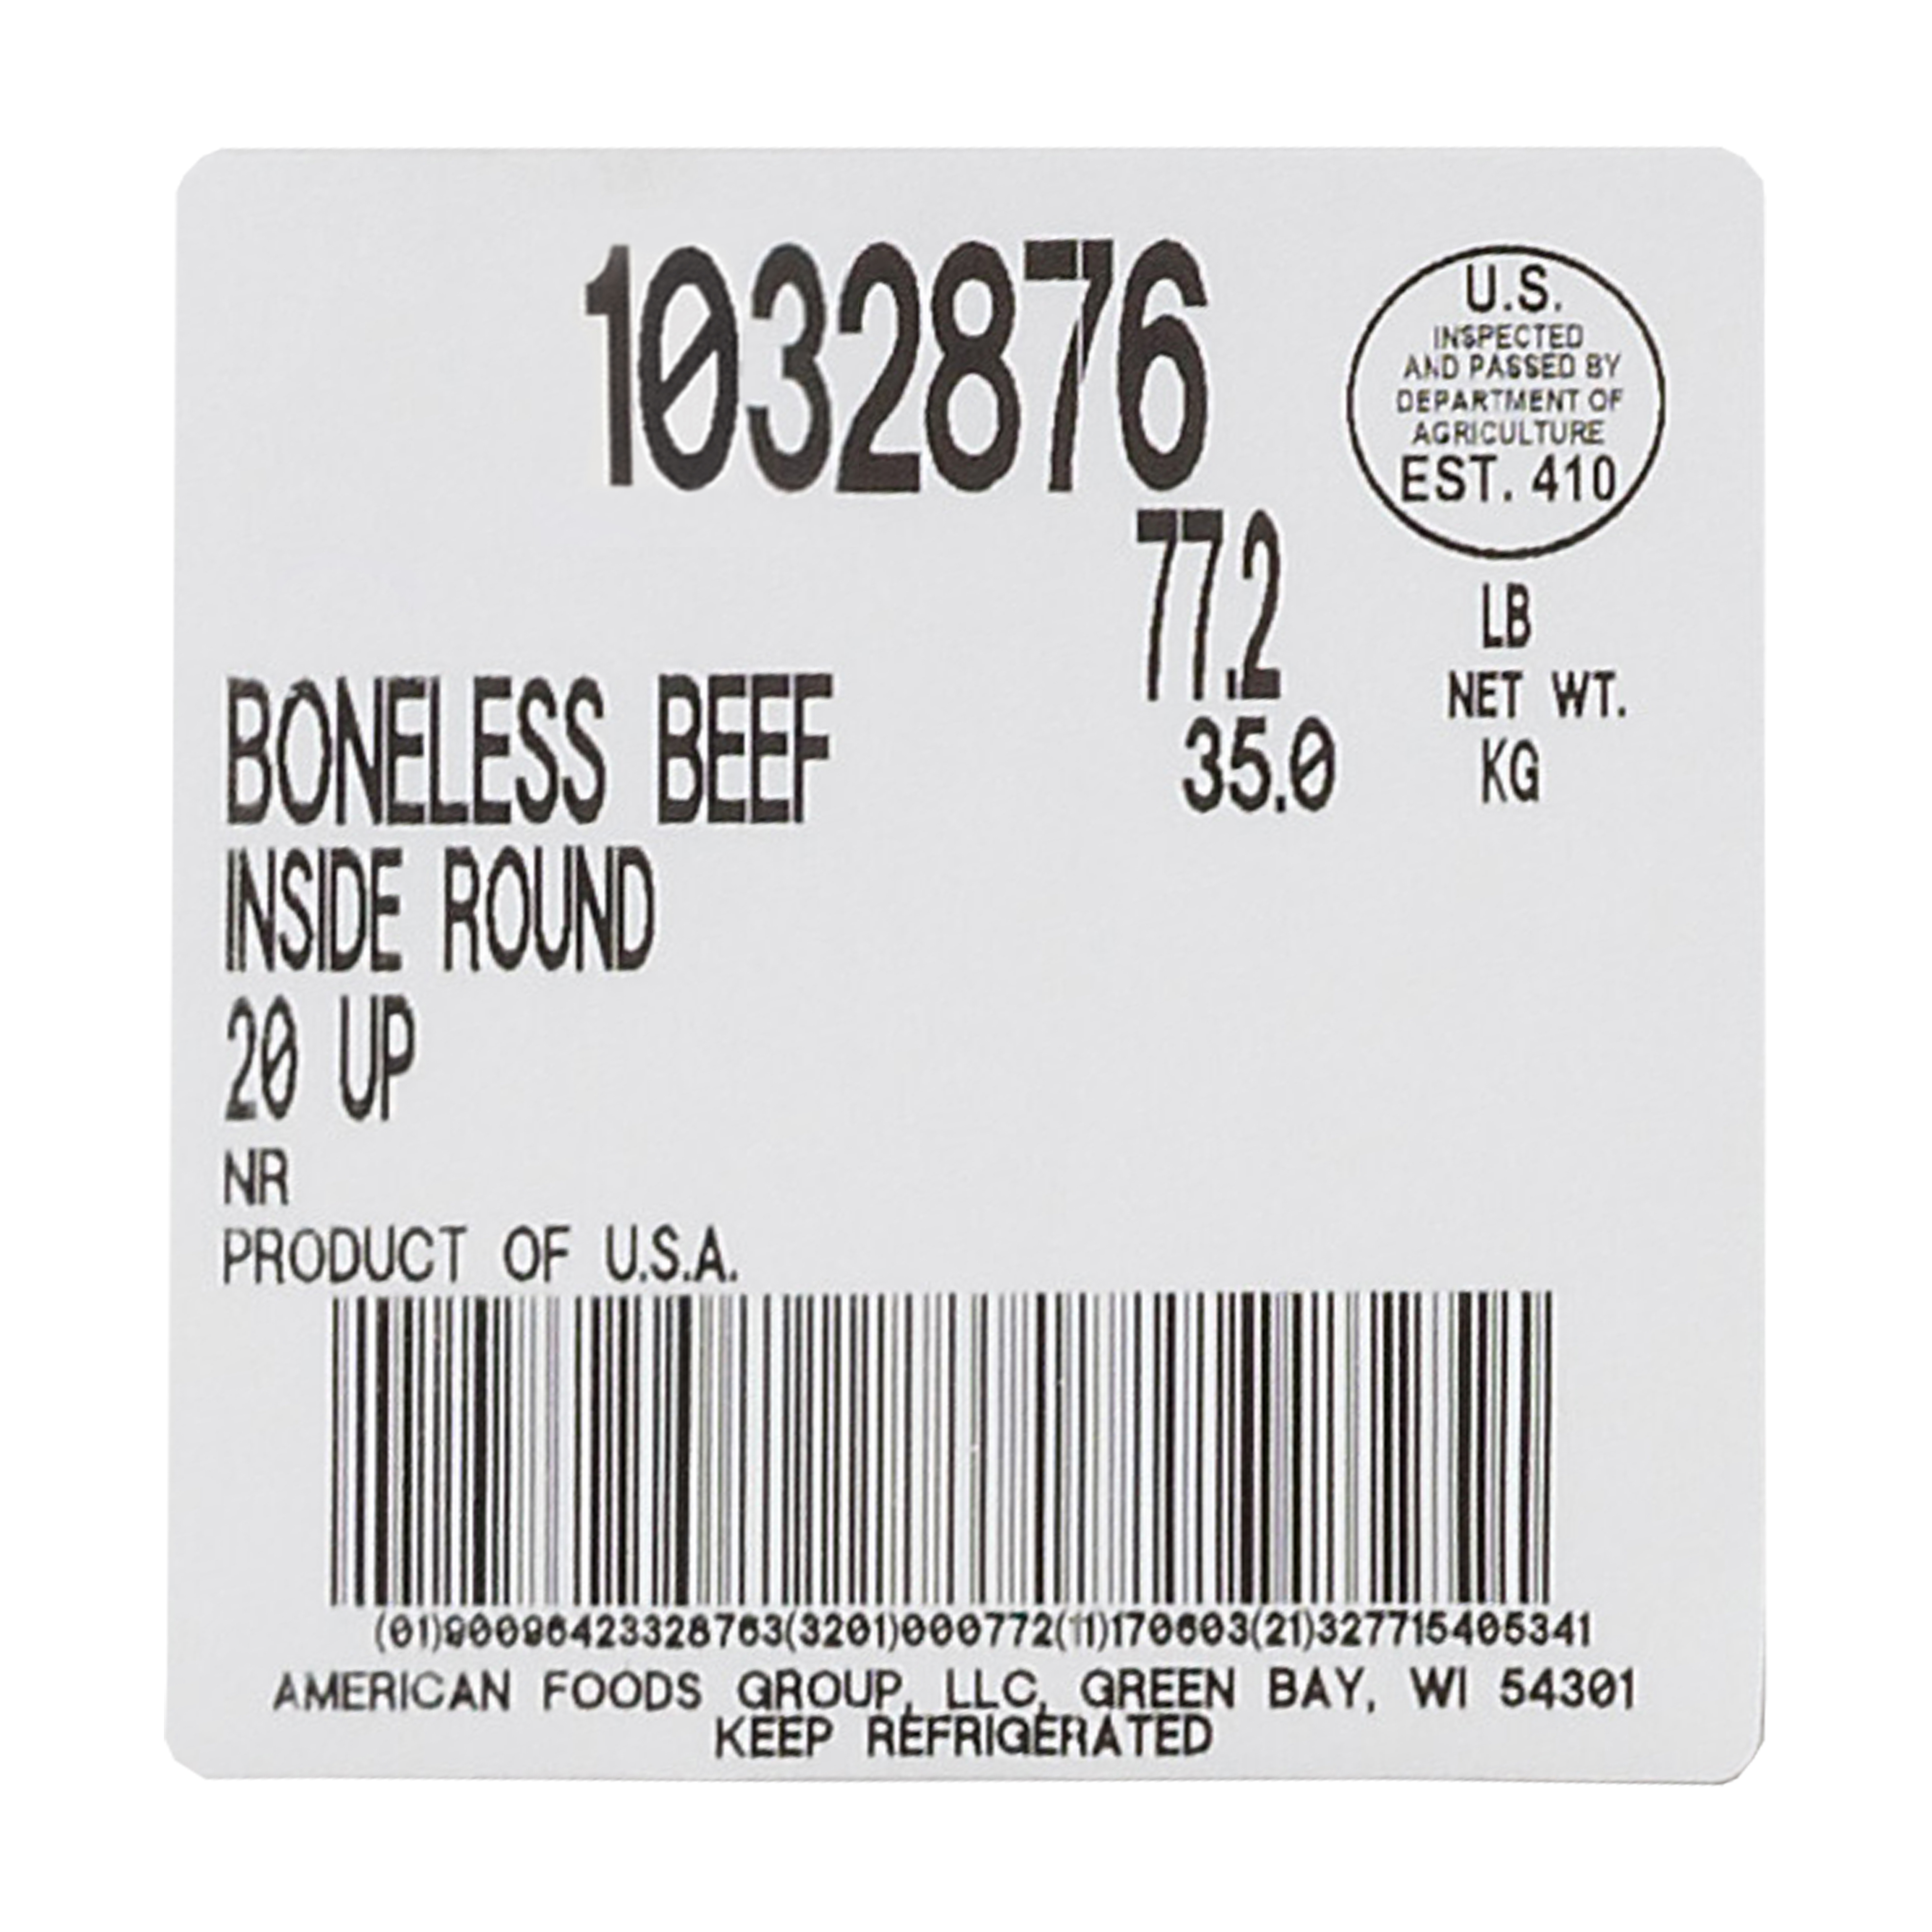 1032876
U.S.
INSPECTED
AND PASSED BY
DEPARTMENT OF
AGRICULTURE
EST. 410
77.2 LB
NET WT.
BONELESS BEEF 35.0 KG
INSIDE ROUND
20 UP
NR
PRODUCT OF U.S.A.
(01)90096423328763(3201)000772(11)170603(21)327715405341
AMERICAN FOODS GROUP, LLC, GREEN BAY, WI 54301
KEEP REFRIGERATED